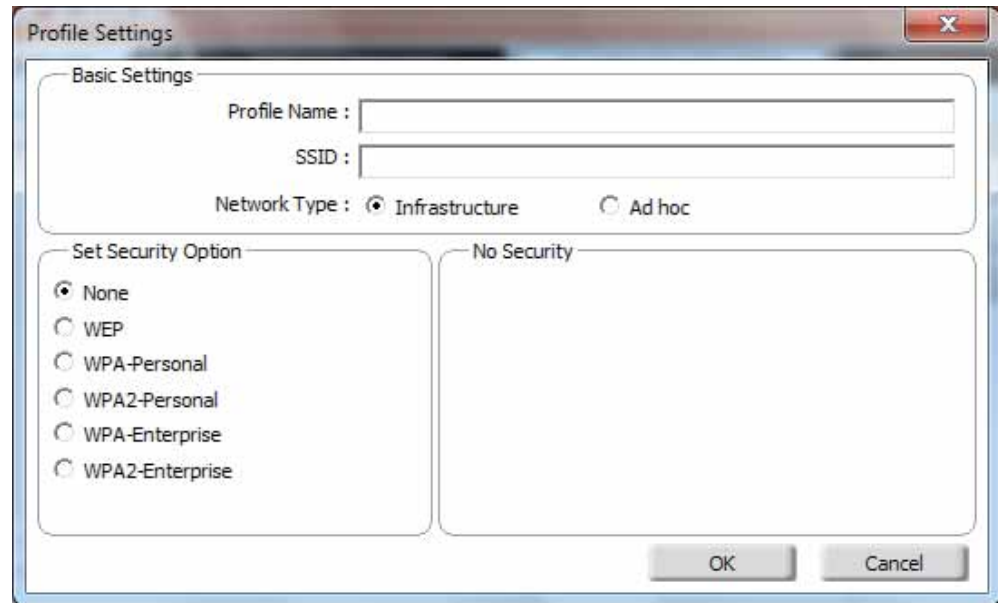 Profile Settings
Basic Settings
Profile Name :
SSID :
Network Type : Infrastructure Ad hoc
Set Security Option
None
WEP
WPA-Personal
WPA2-Personal
WPA-Enterprise
WPA2-Enterprise
No Security
OK Cancel